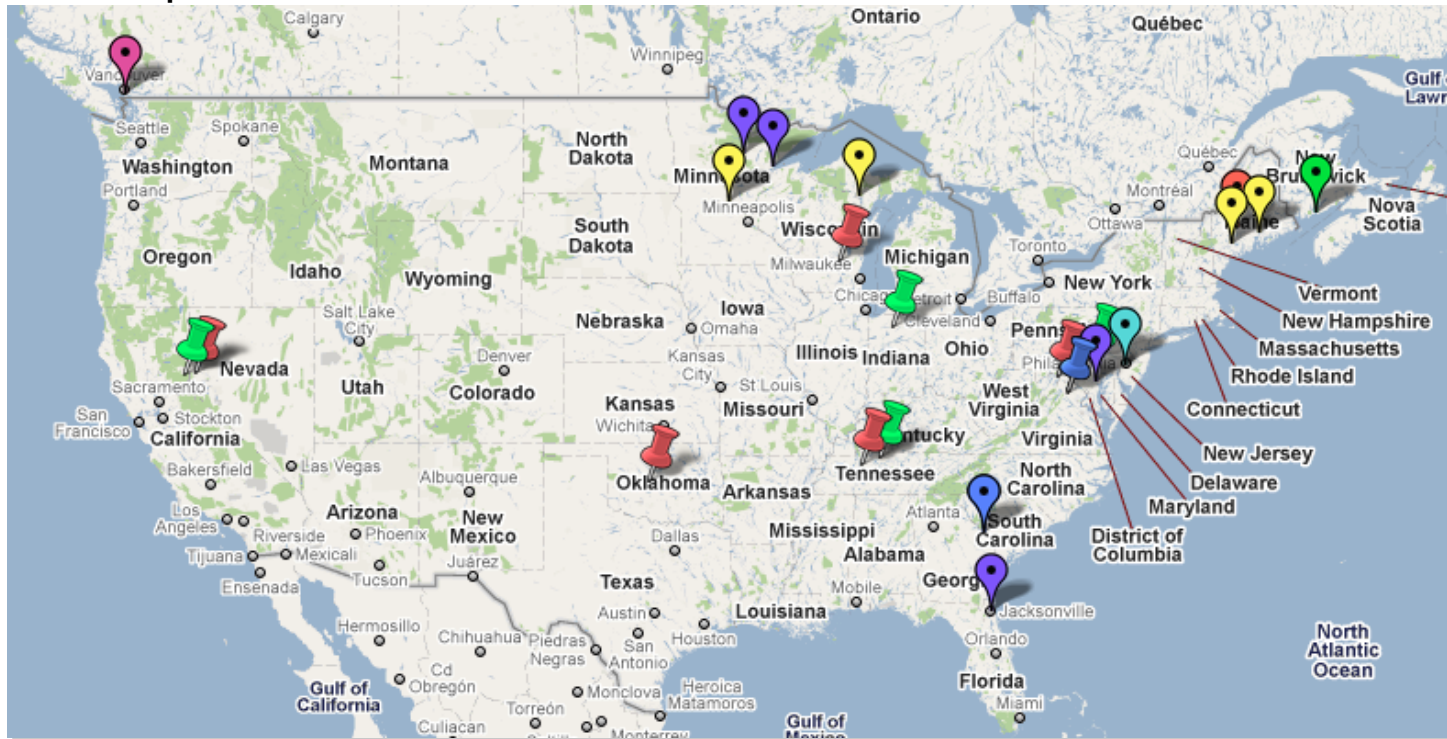 Calgary
Ontario
Québec
Winnipeg
Vancouver
Gulf
Lawr
Seattle
Spokane
Washington
Montana
North
Dakota
Québec
New
Brunswick
Portland
Minnesota
Montréal
Ottawa
Maine
Nova
Scotia
Minneapolis
South
Dakota
Wisconsin
Toronto
Oregon
Idaho
Wyoming
Milwaukee
Michigan
Buffalo
New York
Vermont
Salt Lake
City
Iowa
Nebraska
Omaha
Chicag
Detroit
Cleveland
New Hampshire
Massachusetts
Nevada
Denver
Kansas
City
Illinois
Indiana
Ohio
Penns
Phil
Rhode Island
Sacramento
Utah
Colorado
St Louis
West
Virginia
Connecticut
San
Francisco
Stockton
California
Kansas
Wichita
Missouri
Kentucky
Virginia
New Jersey
Bakersfield
Las Vegas
Albuquerque
Oklahoma
Arkansas
Tennessee
North
Carolina
Delaware
Maryland
Los
Angeles
Arizona
Phoenix
New
Mexico
Mississippi
Atlanta
South
Carolina
District of
Columbia
Riverside
Tijuana
Mexicali
Ensenada
Tucson
Juárez
Dallas
Alabama
Georg
Texas
Louisiana
Mobile
Jacksonville
Hermosillo
Chihuahua
Piedras
Negras
Austin
San
Antonio
Houston
Orlando
Florida
North
Atlantic
Ocean
Gulf of
California
Cd
Obregón
Monclova
Heroica
Matamoros
Miami
Culiacan
Torreón
Monterrey
Gulf of
Mexico